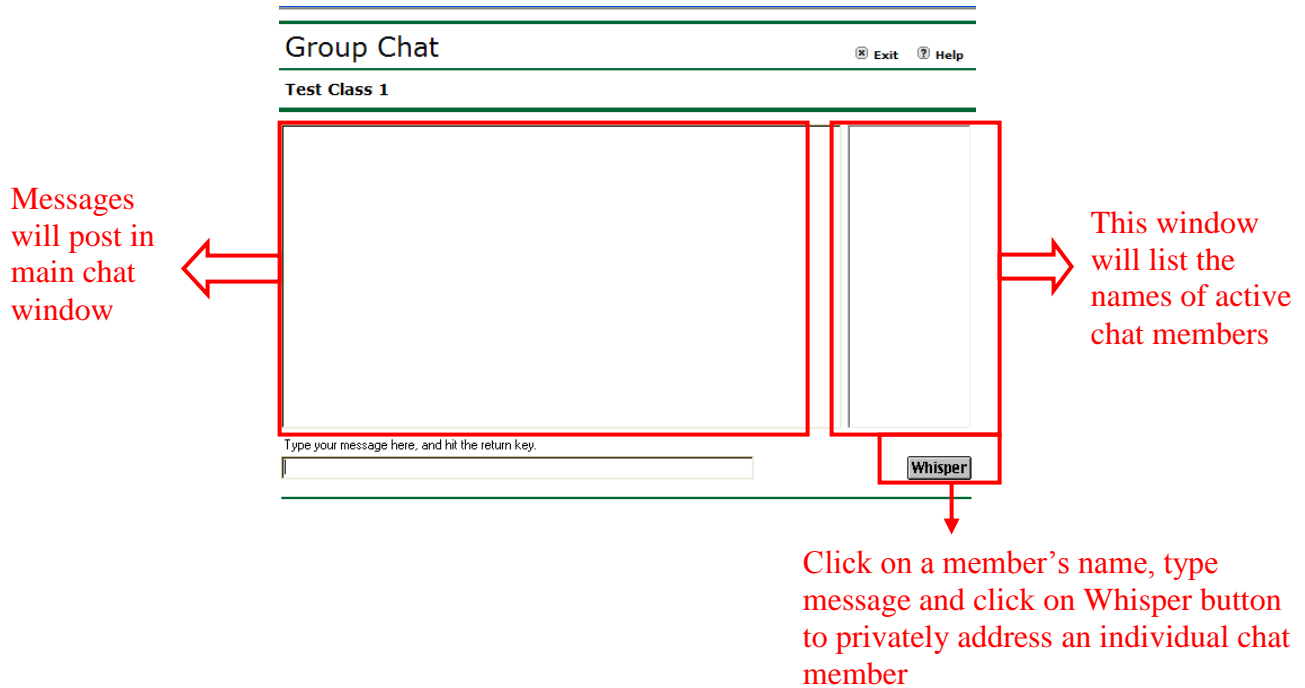 Group Chat
Exit
Help
Test Class 1
Messages
will post in
main chat
window
This window
will list the
names of active
chat members
Type your message here, and hit the return key.
Whisper
Click on a member’s name, type
message and click on Whisper button
to privately address an individual chat
member